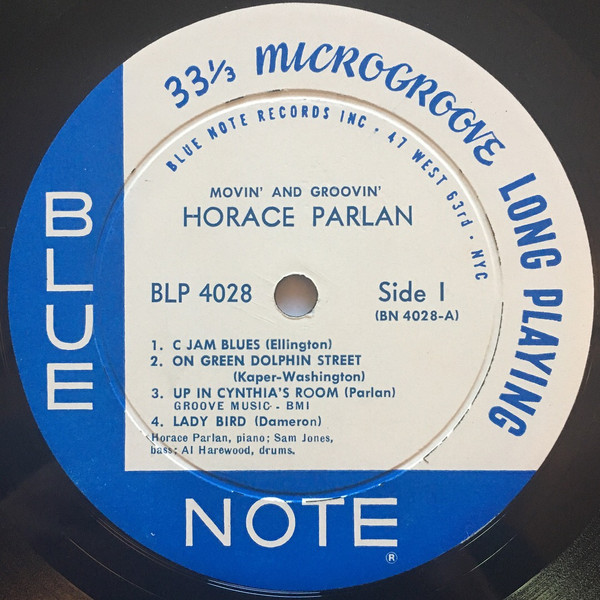 33⅓ MICROGROOVE LONG PLAYING
BLUE NOTE RECORDS INC • 47 WEST 63rd • NYC
MOVIN' AND GROOVIN'
HORACE PARLAN
BLP 4028
Side 1
(BN 4028-A)
1. C JAM BLUES (Ellington)
2. ON GREEN DOLPHIN STREET
(Kaper-Washington)
3. UP IN CYNTHIA'S ROOM (Parlan)
GROOVE MUSIC - BMI
4. LADY BIRD (Dameron)
Horace Parlan, piano; Sam Jones,
bass; Al Harewood, drums.
BLUE
NOTE
®